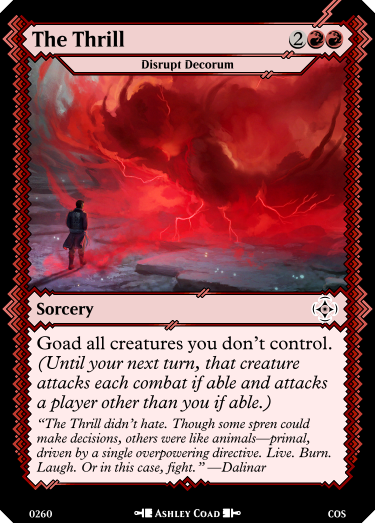 The Thrill 2
Disrupt Decorum
Sorcery
Goad all creatures you don't control.
(Until your next turn, that creature
attacks each combat if able and attacks
a player other than you if able.)
"The Thrill didn't hate. Though some spren could
make decisions, others were like animals—primal,
driven by a single overpowering directive. Live. Burn.
Laugh. Or in this case, fight." —Dalinar
0260 Ashley Coad COS